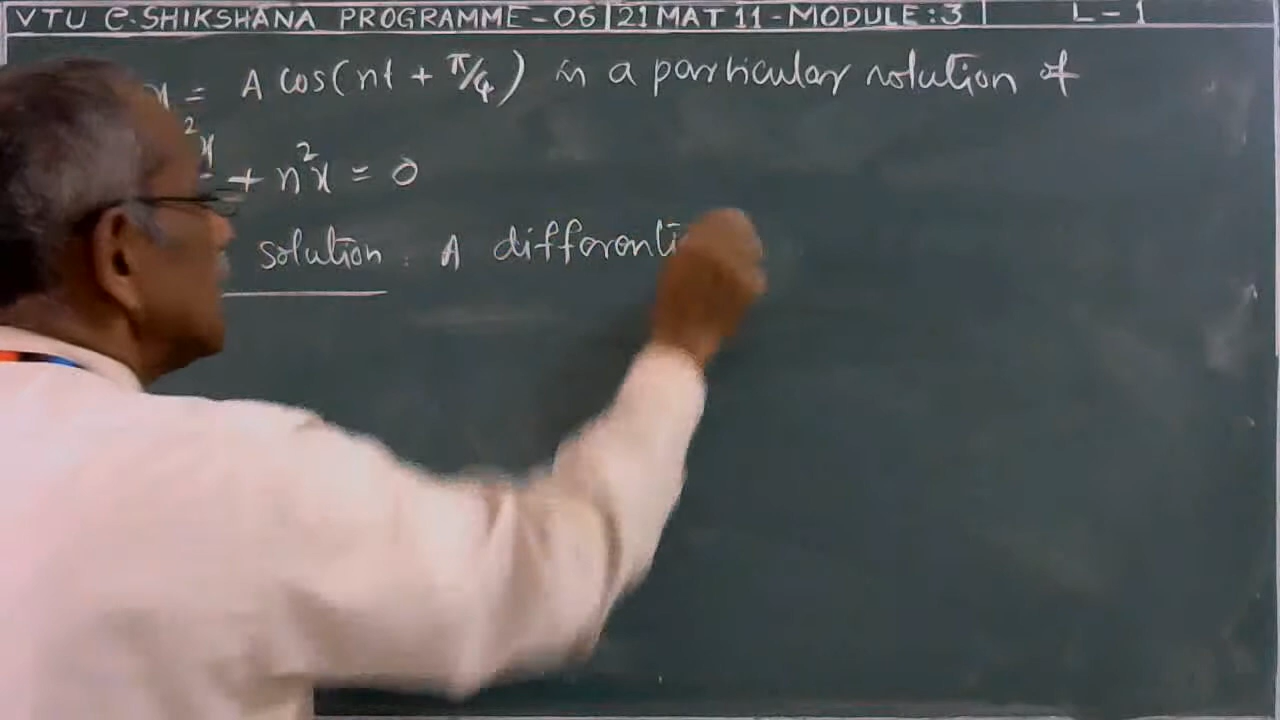 VTU e-SHIKSHANA PROGRAMME-06 21MAT11-MODULE:3 L-1
x = A cos(nt + π/4) is a particular solution of
²x + n²x = 0
solution: A differenti